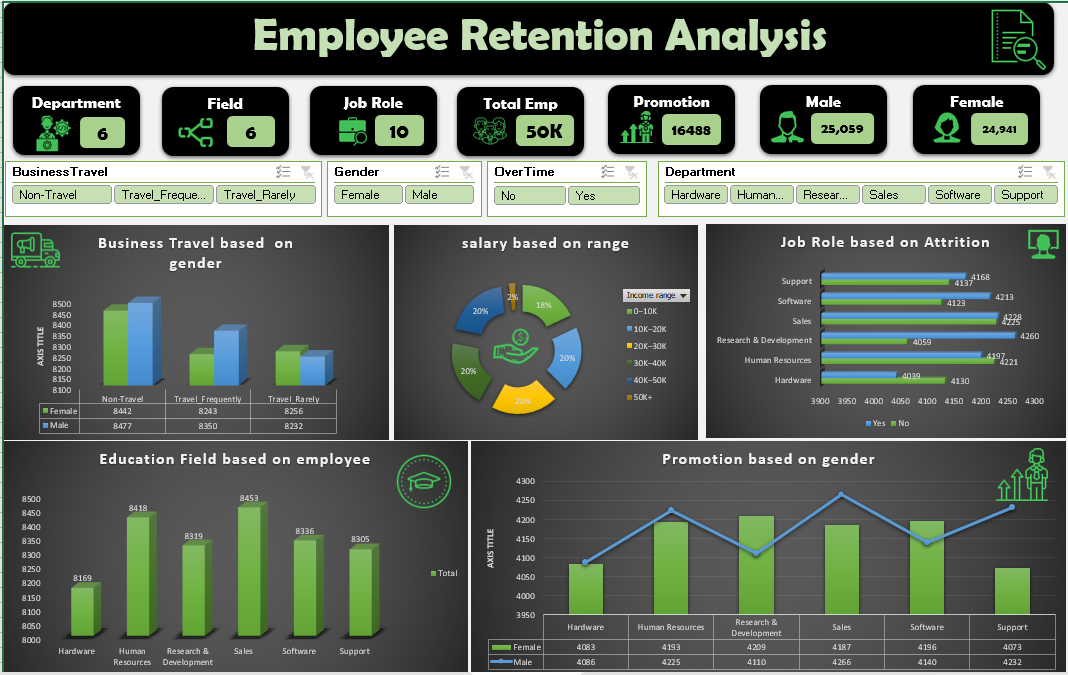 Employee Retention Analysis
Department
6
Field
6
Job Role
10
Total Emp
50K
Promotion
16488
Male
25,059
Female
24,941
BusinessTravel
Non-Travel
Travel_Freque...
Travel_Rarely
Gender
Female
Male
OverTime
No
Yes
Department
Hardware
Human...
Resear...
Sales
Software
Support
Business Travel based on
gender
AXIS TITLE
8500
8450
8400
8350
8300
8250
8200
8150
8100
Non-Travel Travel_Frequently Travel_Rarely
Female 8442 8243 8256
Male 8477 8350 8232
salary based on range
18%
20%
20%
20%
20%
2%
Income range
0–10K
10K–20K
20K–30K
30K–40K
40K–50K
50K+
Job Role based on Attrition
Support 4168 4137
Software 4213 4123
Sales 4228 4225
Research & Development 4260 4059
Human Resources 4197 4221
Hardware 4039 4130
3900 3950 4000 4050 4100 4150 4200 4250 4300
Yes No
Education Field based on employee
8500
8450
8400
8350
8300
8250
8200
8150
8100
8050
8000
8169 8418 8319 8453 8336 8305
Hardware Human Resources Research & Development Sales Software Support
Total
Promotion based on gender
AXIS TITLE
4300
4250
4200
4150
4100
4050
4000
3950
Hardware Human Resources Research & Development Sales Software Support
Female 4083 4193 4209 4187 4196 4073
Male 4086 4225 4110 4266 4140 4232